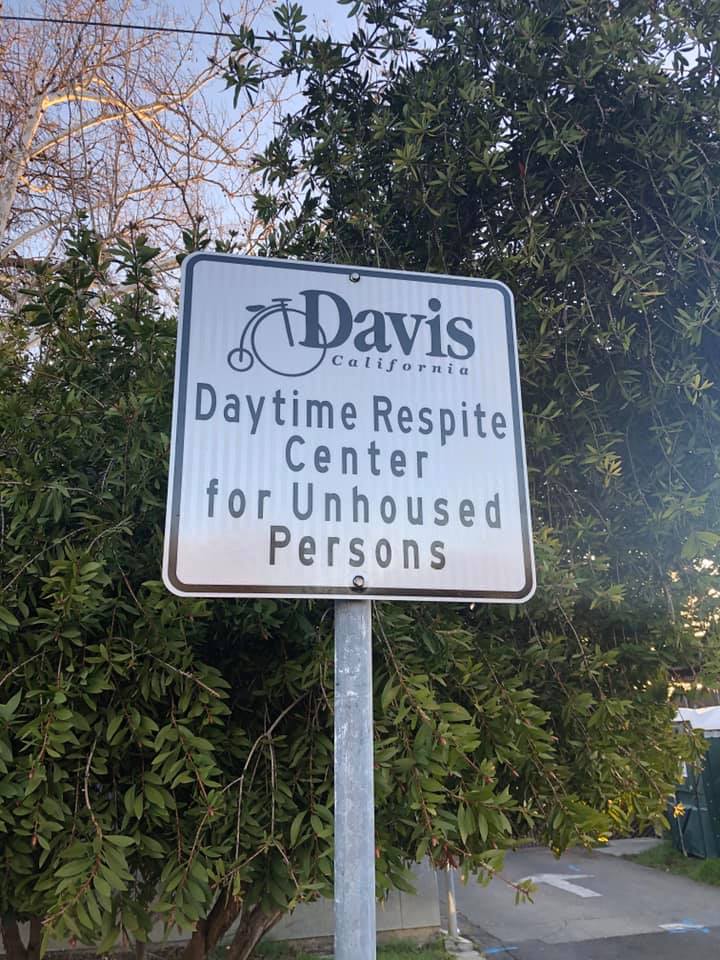 Davis
California
Daytime Respite
Center
for Unhoused
Persons